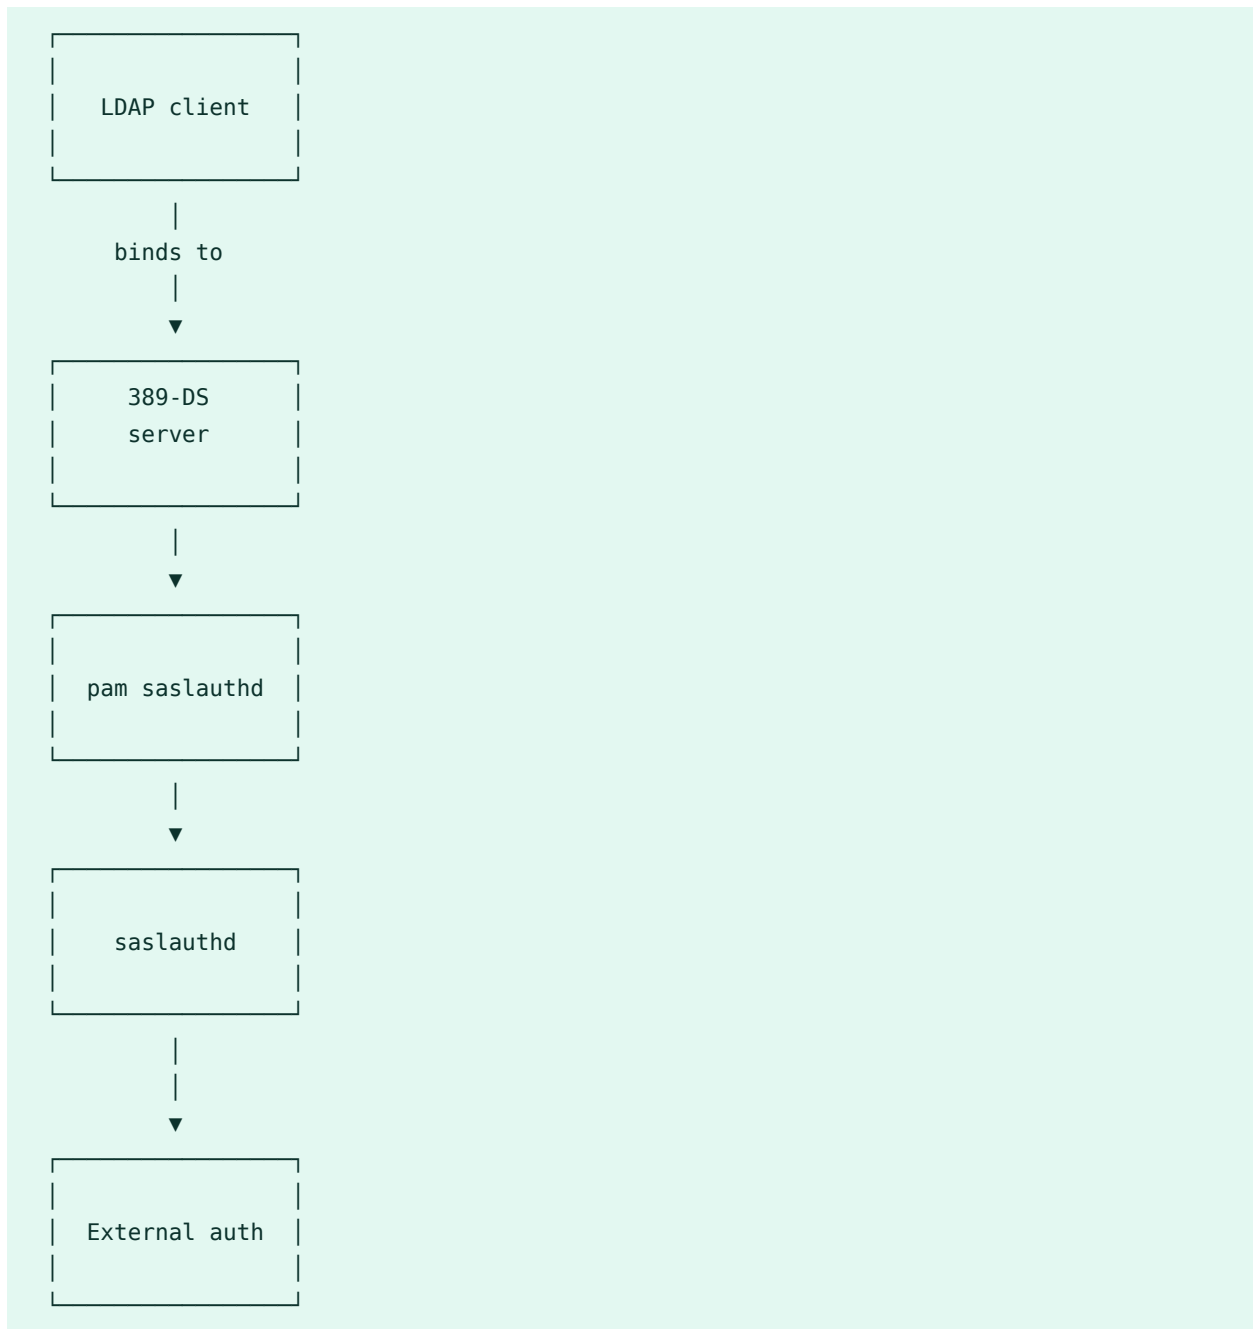 LDAP client
binds to
389-DS
server
pam saslauthd
saslauthd
External auth